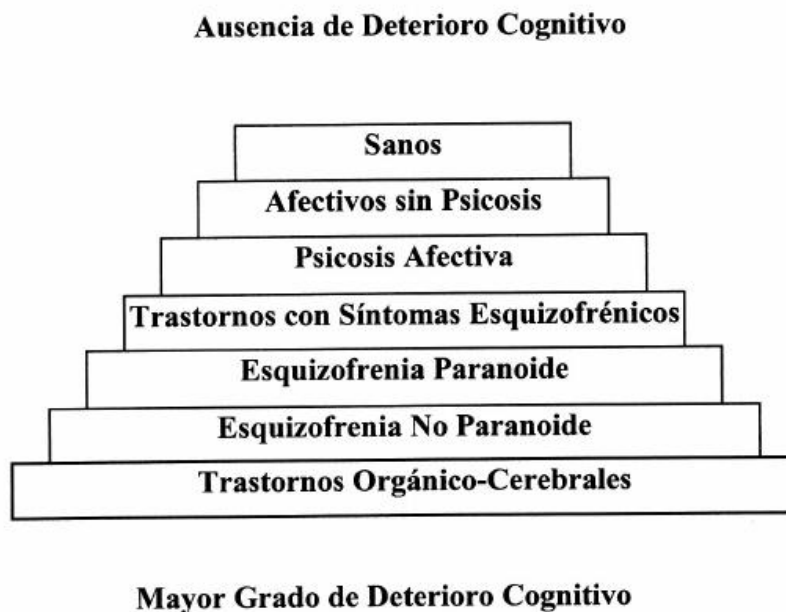 Ausencia de Deterioro Cognitivo
Sanos
Afectivos sin Psicosis
Psicosis Afectiva
Trastornos con Síntomas Esquizofrénicos
Esquizofrenia Paranoide
Esquizofrenia No Paranoide
Trastornos Orgánico-Cerebrales
Mayor Grado de Deterioro Cognitivo